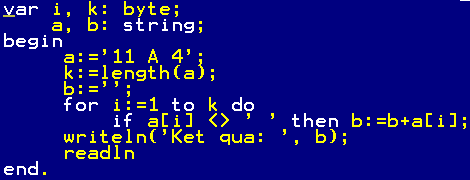 var i, k: byte;
a, b: string;
begin
a:='11 A 4';
k:=length(a);
b:='';
for i:=1 to k do
if a[i] <> ' ' then b:=b+a[i];
writeln('Ket qua: ', b);
readln
end.